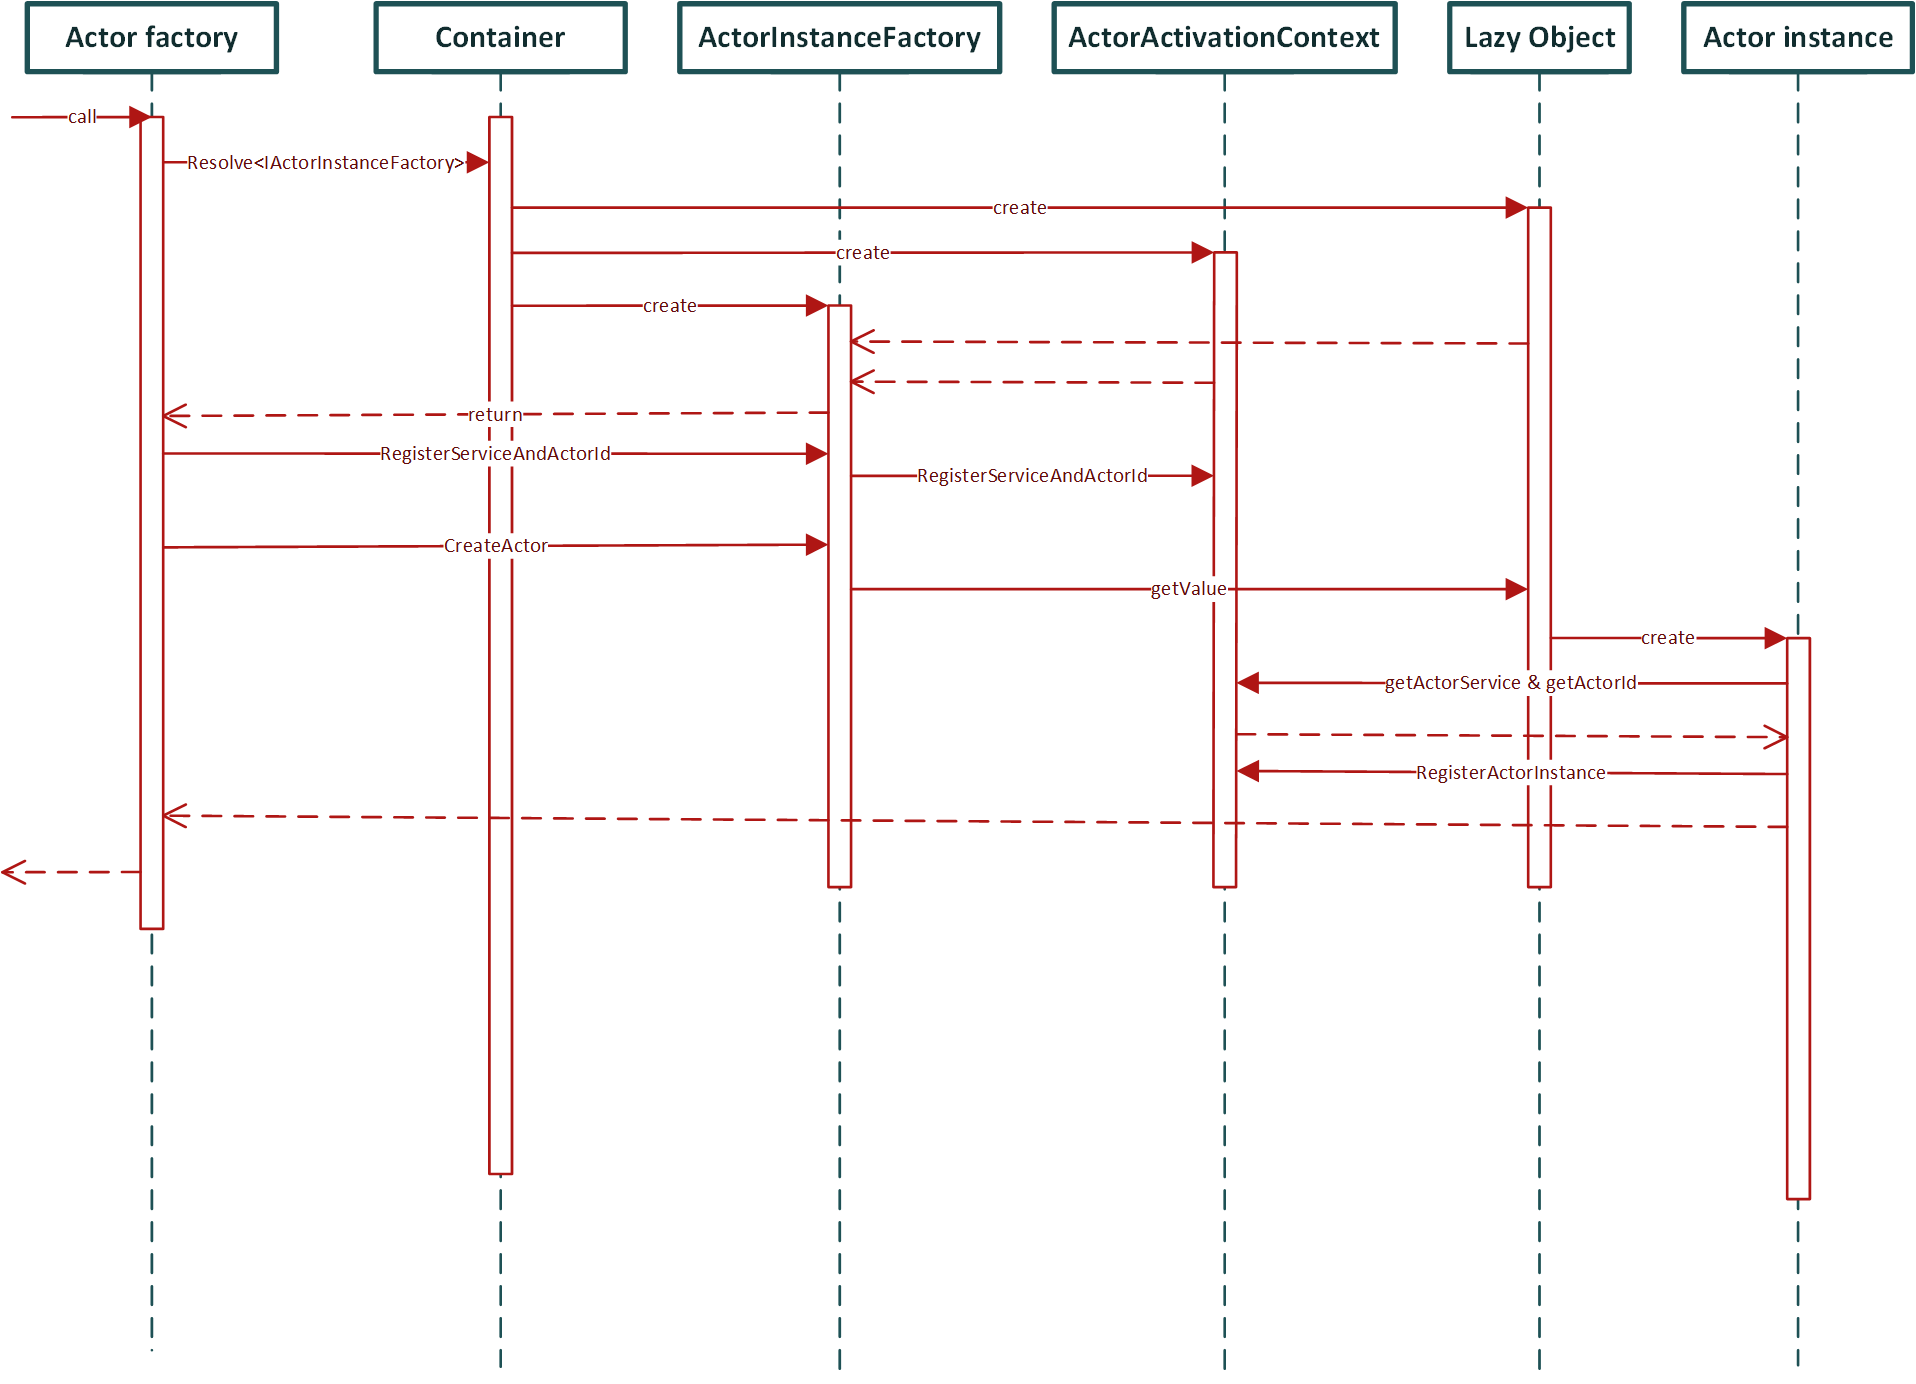 Actor factory
Container
ActorInstanceFactory
ActorActivationContext
Lazy Object
Actor instance
call
Resolve<IActorInstanceFactory>
create
create
create
return
RegisterServiceAndActorId
RegisterServiceAndActorId
CreateActor
getValue
create
getActorService & getActorId
RegisterActorInstance